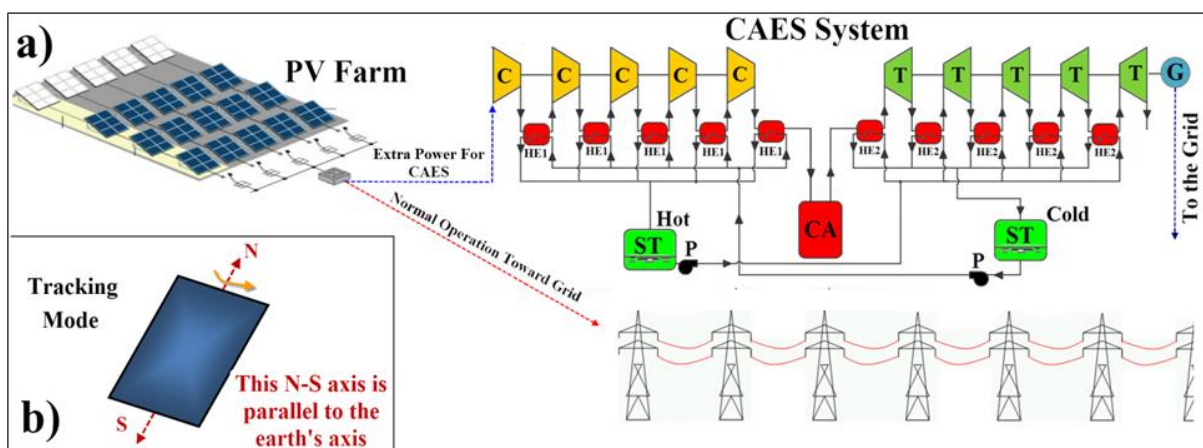 a)
PV Farm
CAES System
C C C C C
T T T T T G
HE1 HE1 HE1 HE1 HE1
HE2 HE2 HE2 HE2 HE2
Extra Power For
CAES
Normal Operation Toward Grid
To the Grid
Hot
ST
P
CA
Cold
ST
P
b)
Tracking
Mode
N
S
This N-S axis is
parallel to the
earth's axis